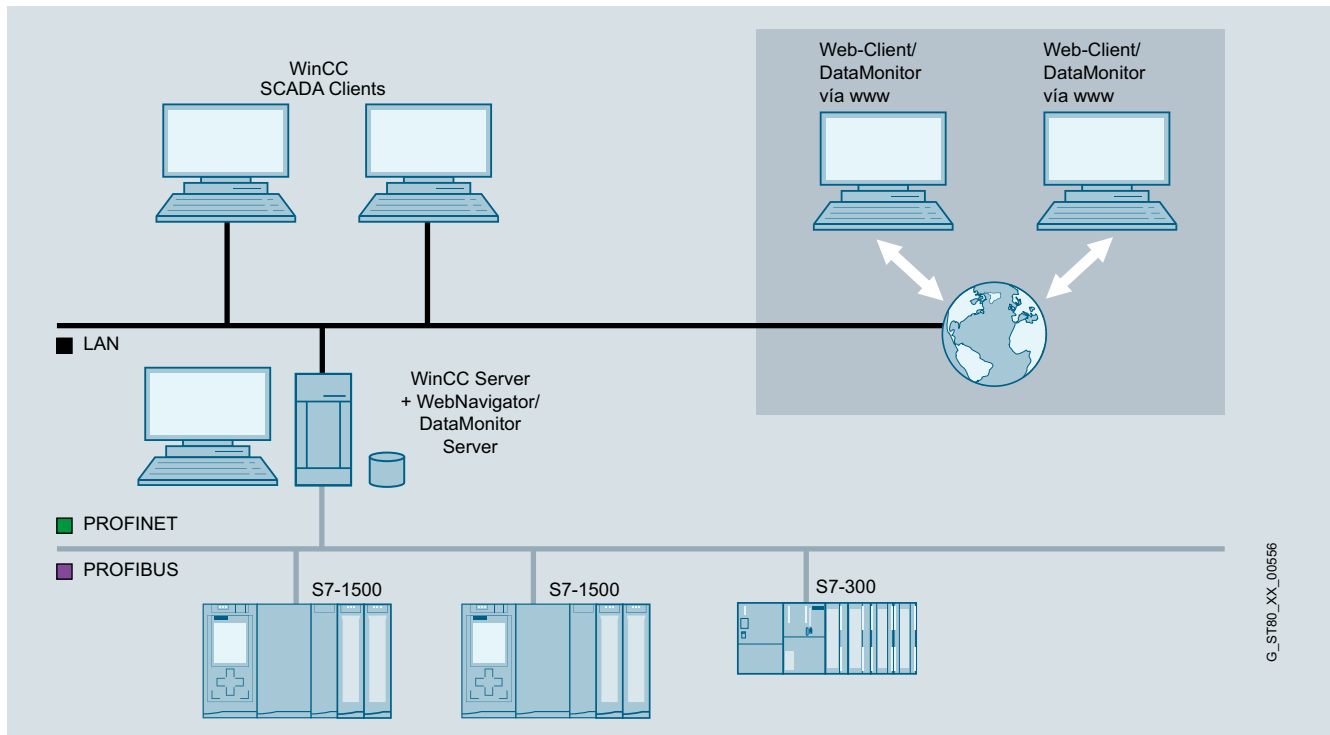 WinCC
SCADA Clients
Web-Client/
DataMonitor
vía www
Web-Client/
DataMonitor
vía www
LAN
WinCC Server
+ WebNavigator/
DataMonitor
Server
PROFINET
PROFIBUS
S7-1500
S7-1500
S7-300
G_ST80_XX_00556